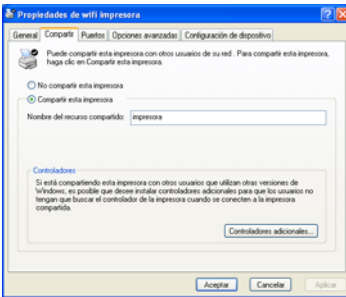 Propiedades de wifi impresora
General Compartir Puertos Opciones avanzadas Configuración de dispositivo
Puede compartir esta impresora con otros usuarios de su red. Para compartir esta impresora,
haga clic en Compartir esta impresora.
No compartir esta impresora
Compartir esta impresora
Nombre del recurso compartido: impresora
Controladores
Si está compartiendo esta impresora con otros usuarios que utilizan otras versiones de
Windows, es posible que desee instalar controladores adicionales para que los usuarios no
tengan que buscar el controlador de la impresora cuando se conecten a la impresora
compartida.
Controladores adicionales...
Aceptar Cancelar Aplicar